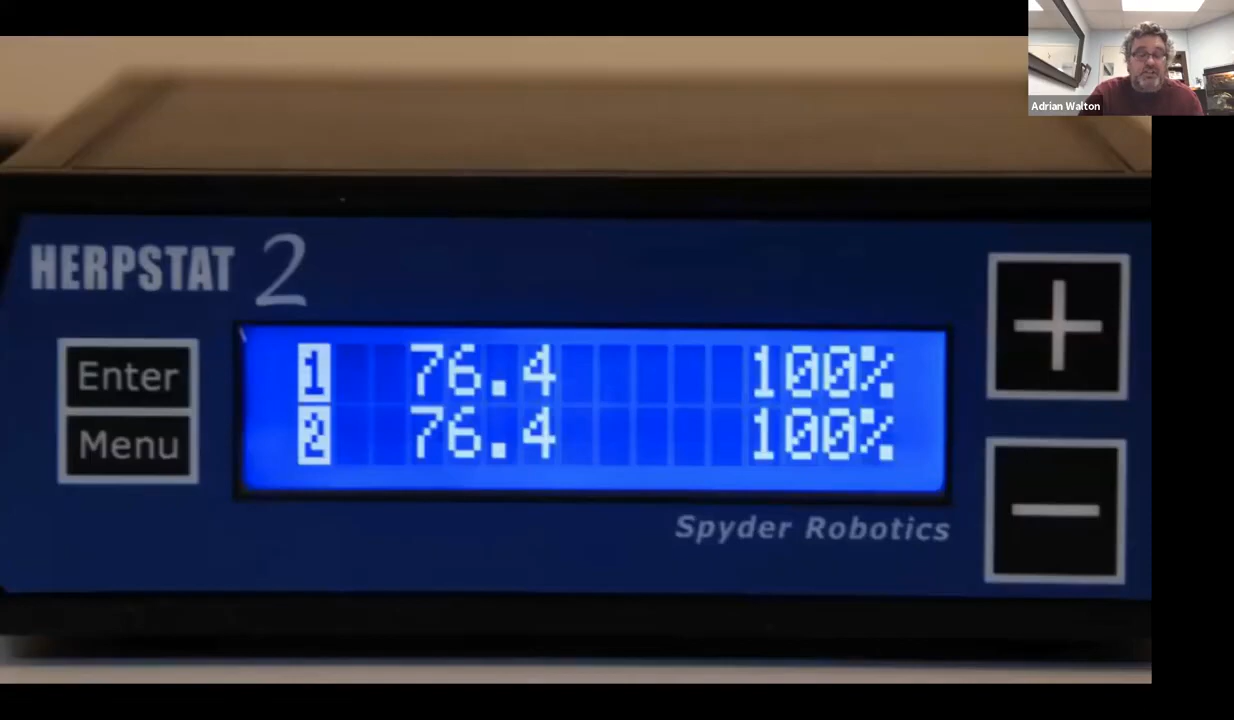 Adrian Walton
HERPSTAT 2
Enter
Menu
1 76.4 100%
2 76.4 100%
+
−
Spyder Robotics